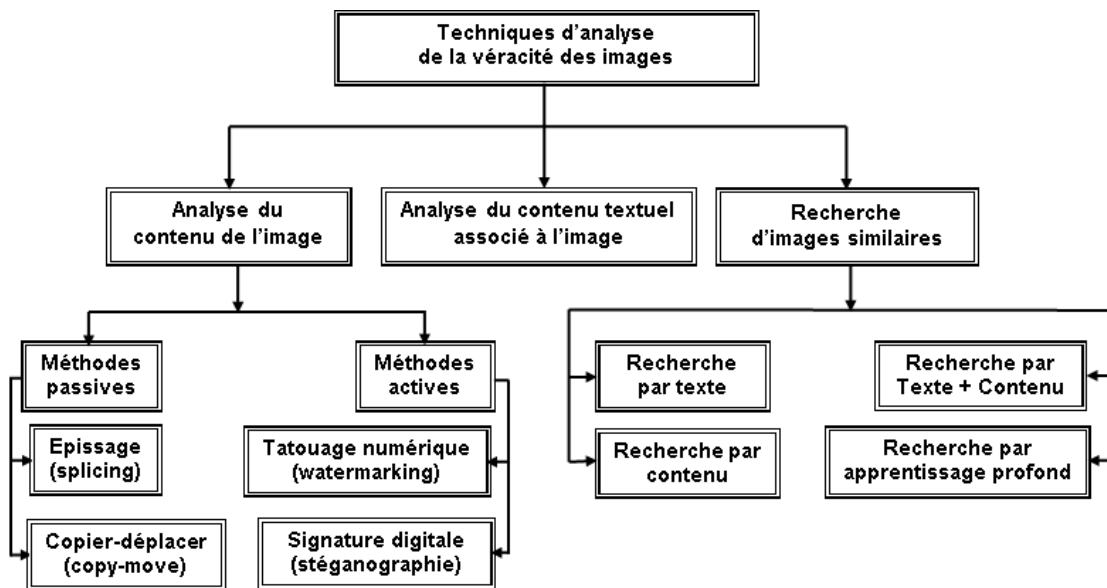 Techniques d'analyse
de la véracité des images
Analyse du
contenu de l'image
Analyse du contenu textuel
associé à l'image
Recherche
d'images similaires
Méthodes
passives
Méthodes
actives
Recherche
par texte
Recherche par
Texte + Contenu
Epissage
(splicing)
Tatouage numérique
(watermarking)
Recherche par
contenu
Recherche par
apprentissage profond
Copier-déplacer
(copy-move)
Signature digitale
(stéganographie)